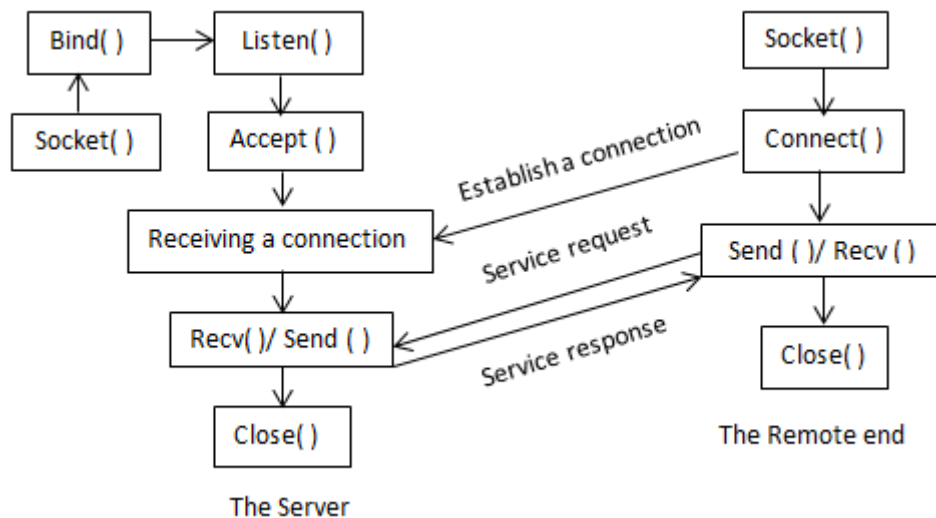 Bind( )
Listen( )
Socket( )
Socket( )
Accept ( )
Connect( )
Establish a connection
Receiving a connection
Service request
Send ( )/ Recv ( )
Recv( )/ Send ( )
Service response
Close( )
Close( )
The Remote end
The Server